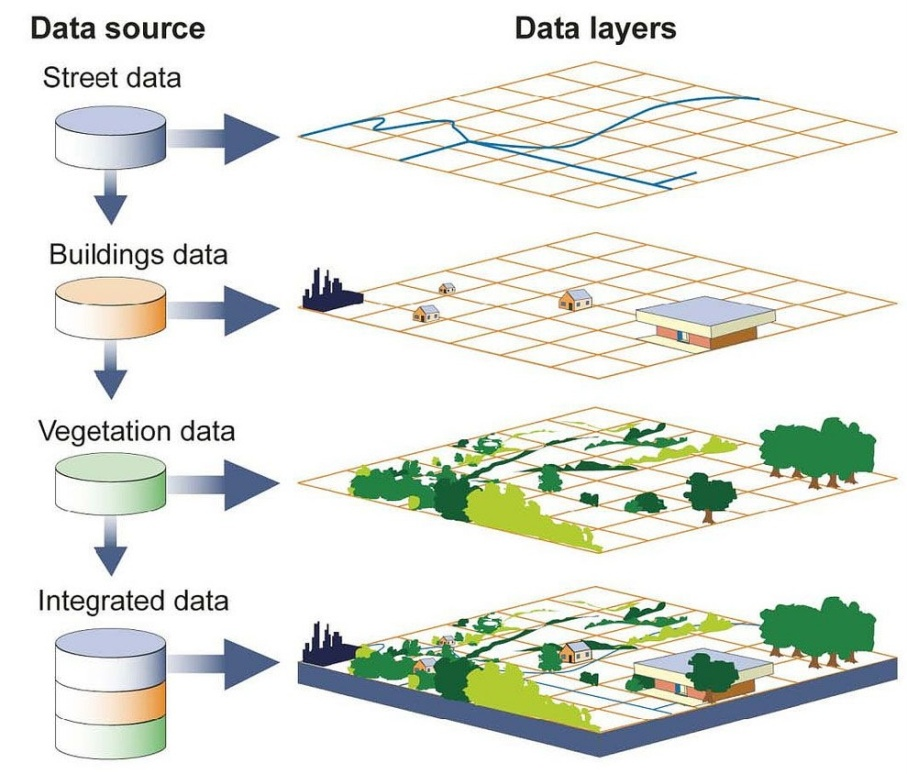 Data source
Data layers
Street data
Buildings data
Vegetation data
Integrated data